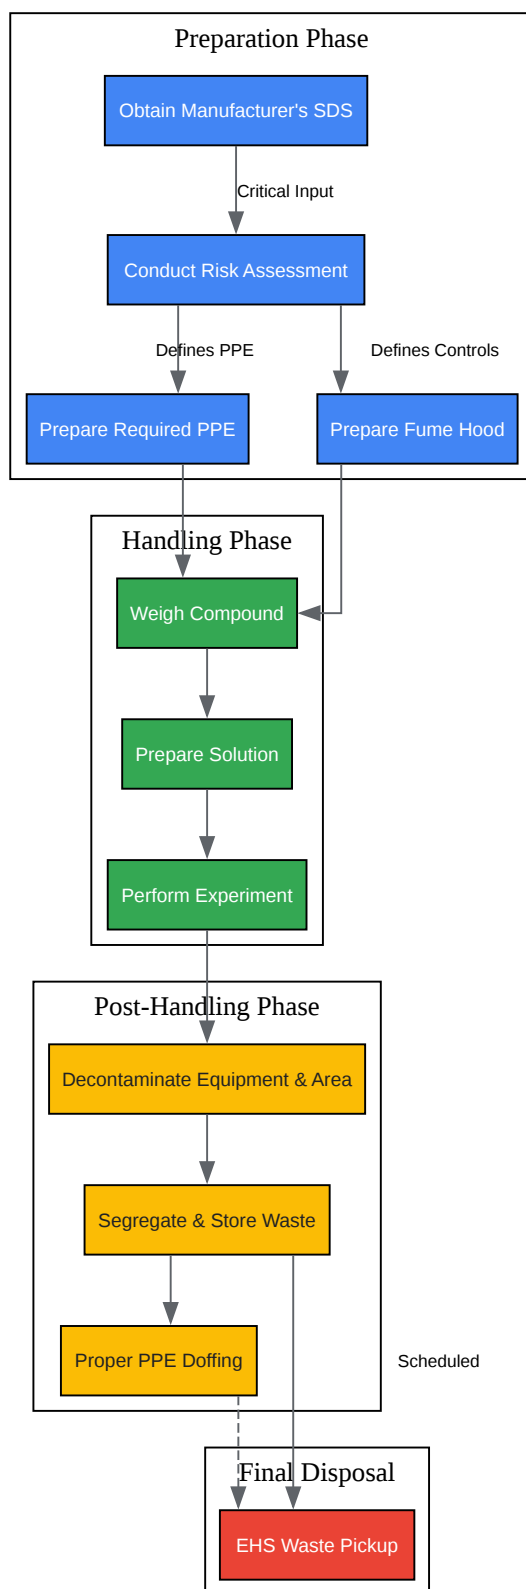 Preparation Phase
Obtain Manufacturer's SDS
Critical Input
Conduct Risk Assessment
Defines PPE
Defines Controls
Prepare Required PPE
Prepare Fume Hood
Handling Phase
Weigh Compound
Prepare Solution
Perform Experiment
Post-Handling Phase
Decontaminate Equipment & Area
Segregate & Store Waste
Proper PPE Doffing
Scheduled
Final Disposal
EHS Waste Pickup